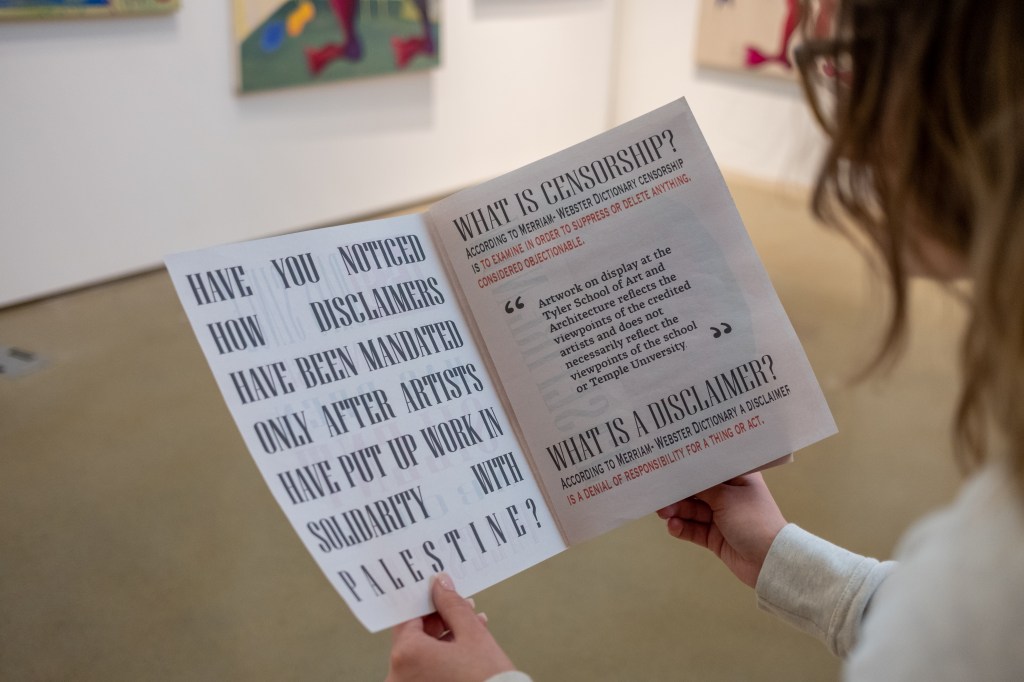 HAVE YOU NOTICED
HOW DISCLAIMERS
HAVE BEEN MANDATED
ONLY AFTER ARTISTS
HAVE PUT UP WORK IN
SOLIDARITY WITH
PALESTINE?
WHAT IS CENSORSHIP?
ACCORDING TO MERRIAM- WEBSTER DICTIONARY CENSORSHIP
IS TO EXAMINE IN ORDER TO SUPPRESS OR DELETE ANYTHING.
CONSIDERED OBJECTIONABLE.
“ Artwork on display at the
Tyler School of Art and
Architecture reflects the
viewpoints of the credited
artists and does not
necessarily reflect the
viewpoints of the school
or Temple University ”
WHAT IS A DISCLAIMER?
ACCORDING TO MERRIAM- WEBSTER DICTIONARY A DISCLAIMER
IS A DENIAL OF RESPONSIBILITY FOR A THING OR ACT.